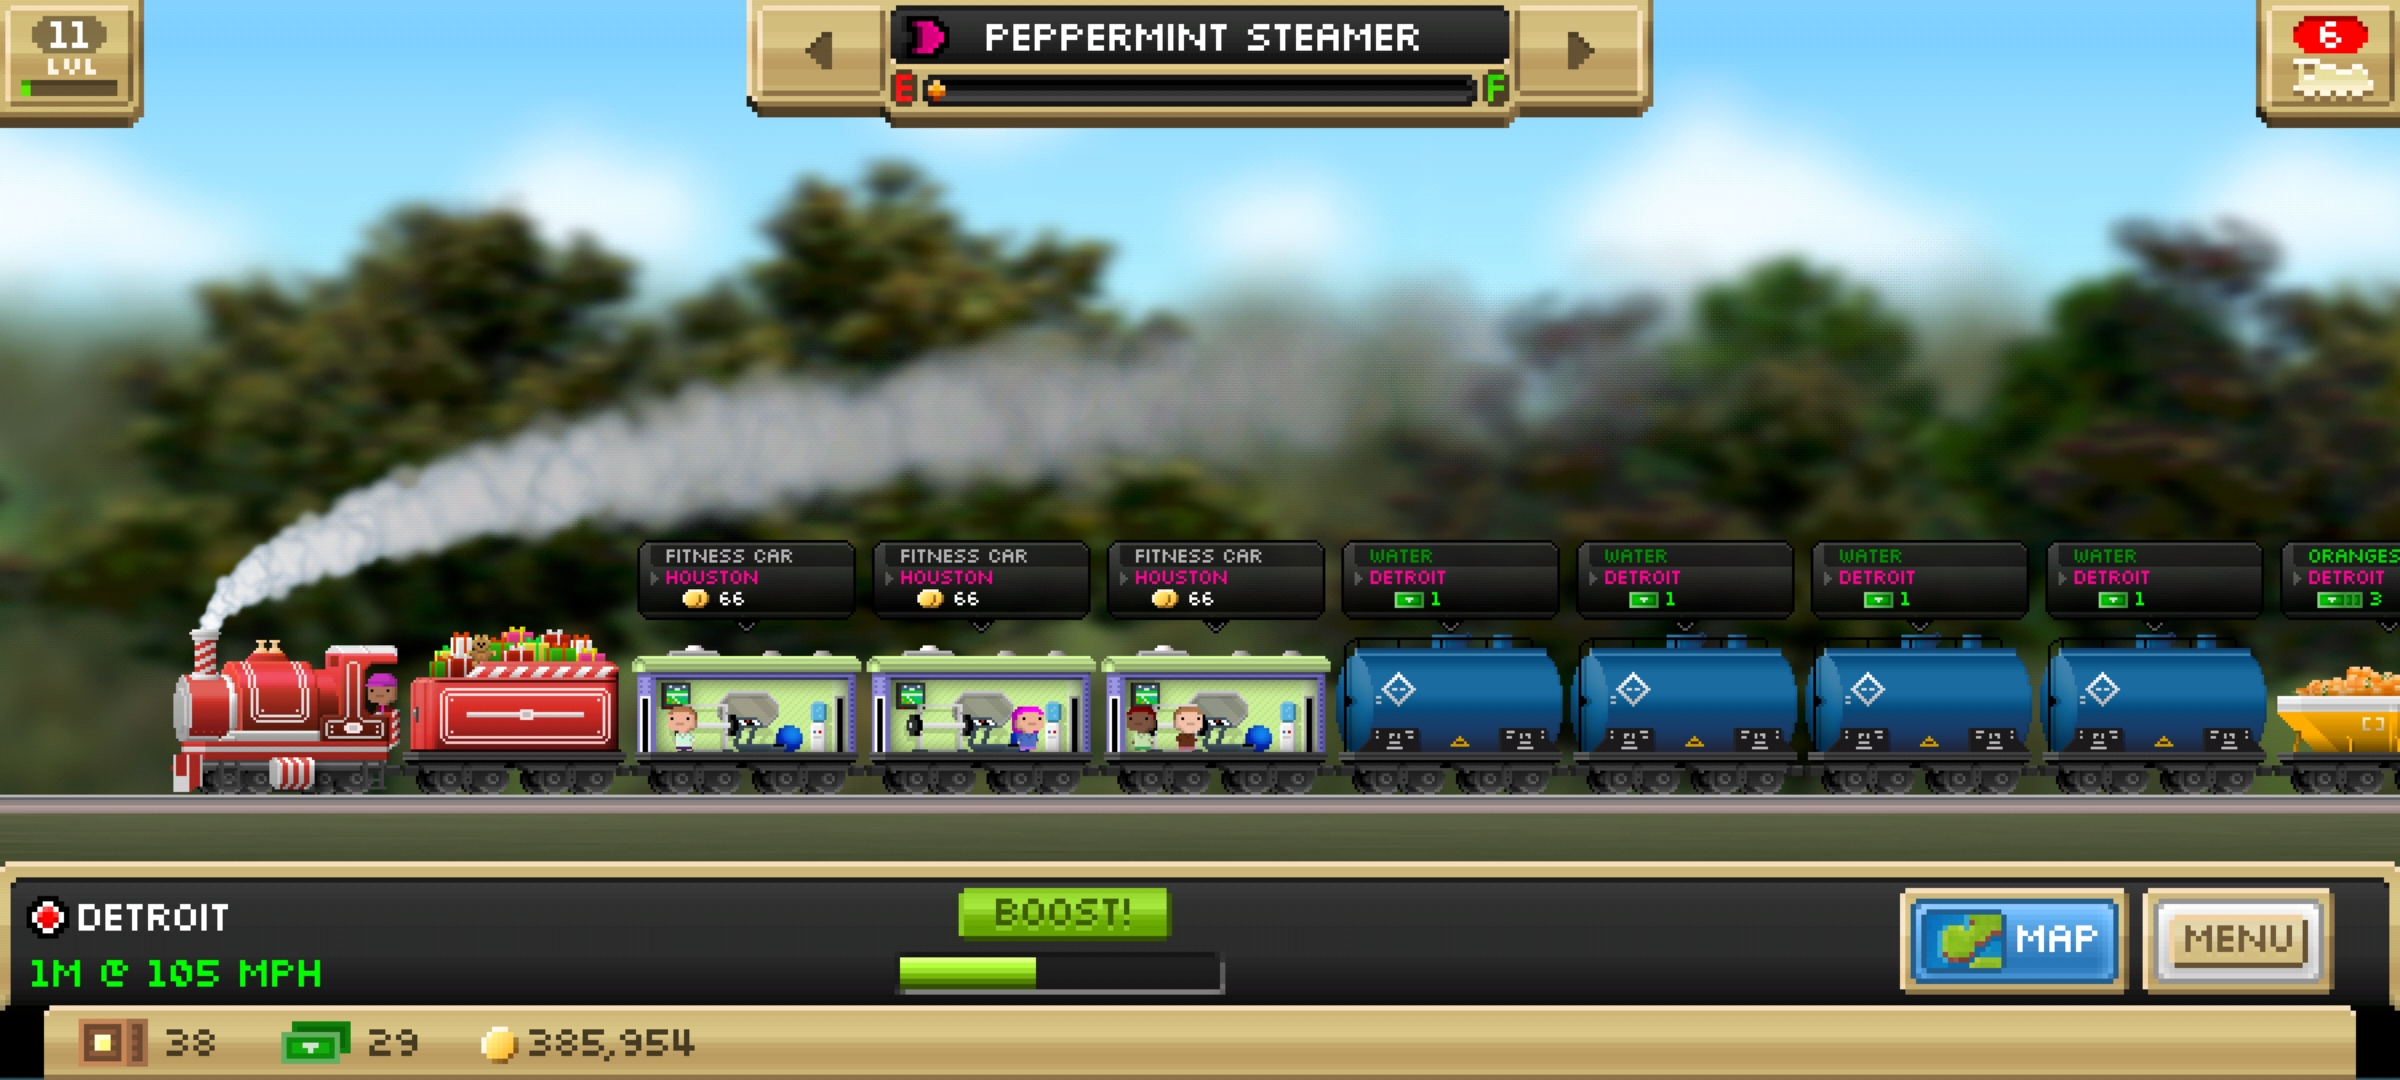 11
LVL
PEPPERMINT STEAMER
E
F
6
FITNESS CAR
HOUSTON
66
FITNESS CAR
HOUSTON
66
FITNESS CAR
HOUSTON
66
WATER
DETROIT
1
WATER
DETROIT
1
WATER
DETROIT
1
WATER
DETROIT
1
ORANGES
DETROIT
3
DETROIT
1M @ 105 MPH
BOOST!
MAP
MENU
38
29
385,954